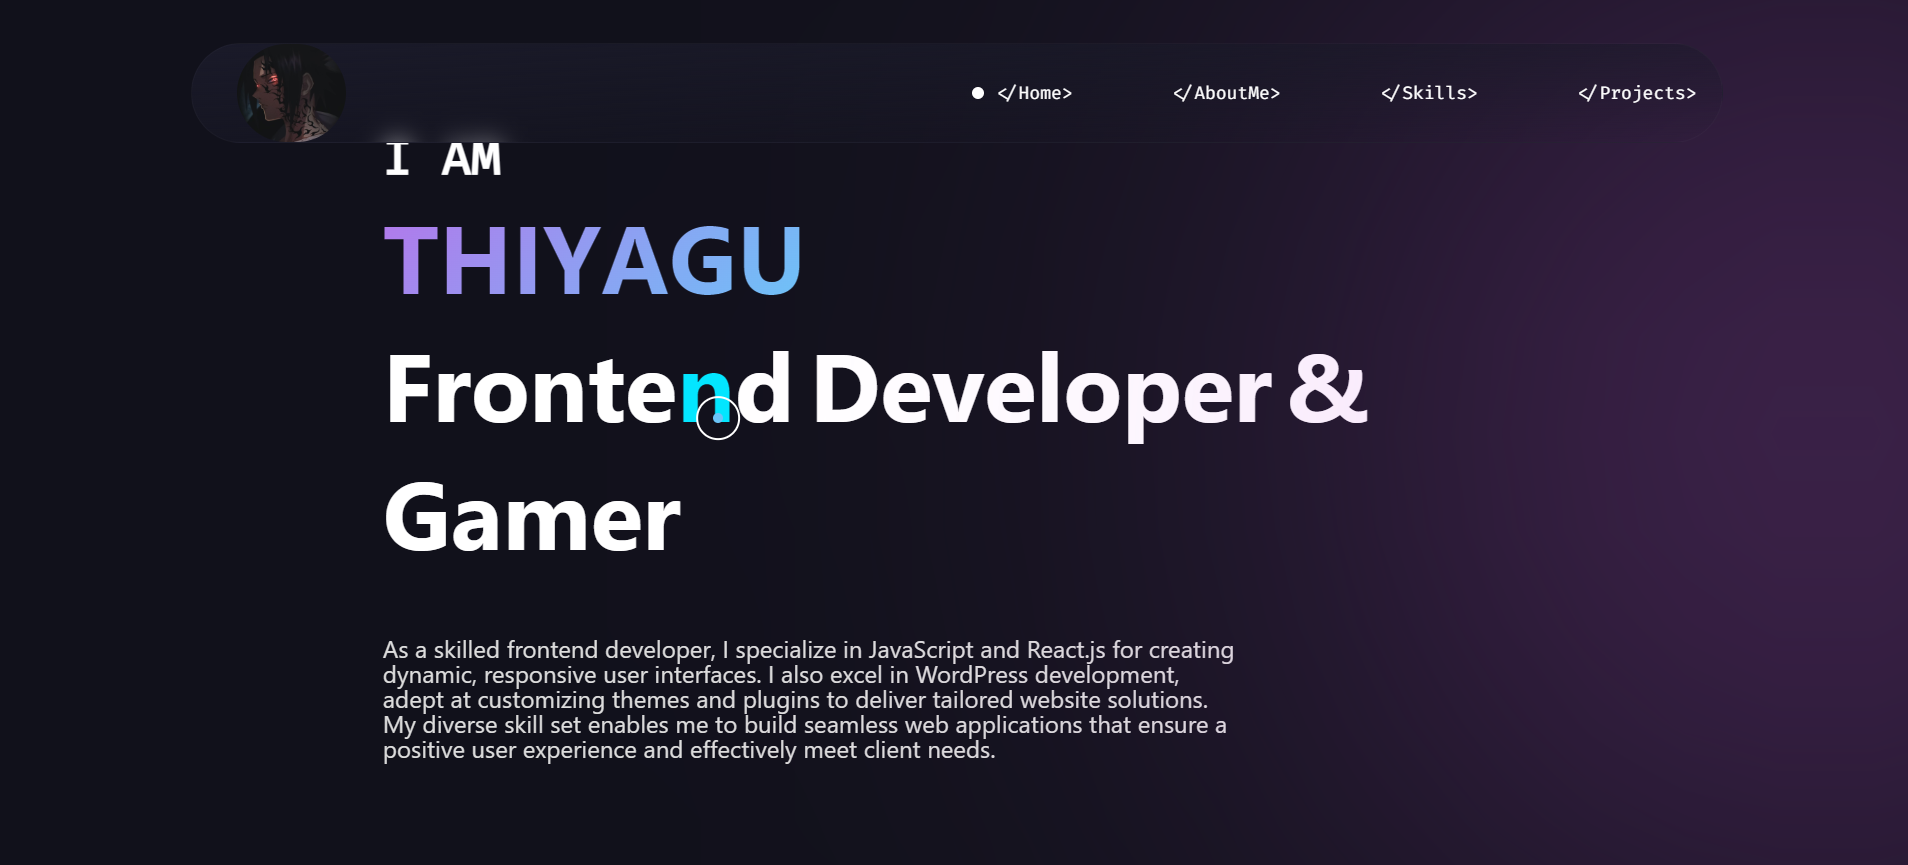 </Home> </AboutMe> </Skills> </Projects>
I AM
THIYAGU
Frontend Developer &
Gamer
As a skilled frontend developer, I specialize in JavaScript and React.js for creating
dynamic, responsive user interfaces. I also excel in WordPress development,
adept at customizing themes and plugins to deliver tailored website solutions.
My diverse skill set enables me to build seamless web applications that ensure a
positive user experience and effectively meet client needs.